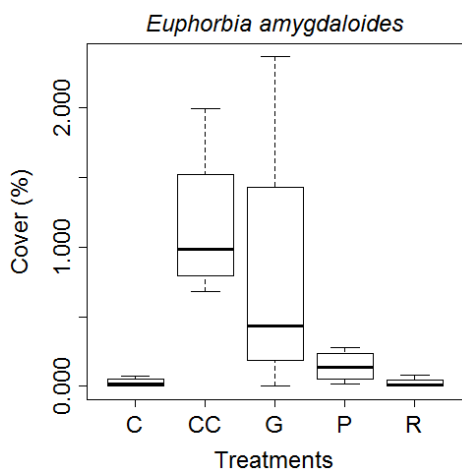 Euphorbia amygdaloides
Cover (%)
2.000
1.000
0.000
C CC G P R
Treatments